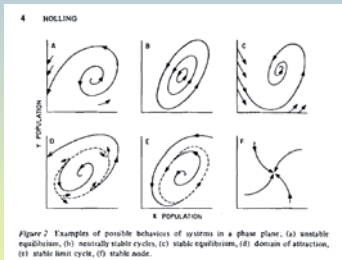 4 HOLLING
A
B
C
Y POPULATION
D
E
F
X POPULATION
Figure 2 Examples of possible behaviors of systems in a phase plane; (a) unstable
equilibrium, (b) neutrally stable cycles, (c) stable equilibrium, (d) domain of attraction,
(e) stable limit cycle, (f) stable node.